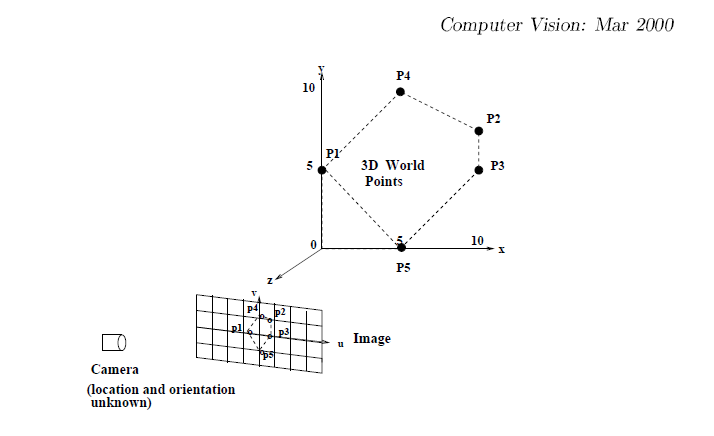 Computer Vision: Mar 2000
y
10
P4
P2
P1
5
3D World
Points
P3
0
5
10
x
P5
z
v
p4
p2
p1
p3
u
Image
p5
Camera
(location and orientation
unknown)